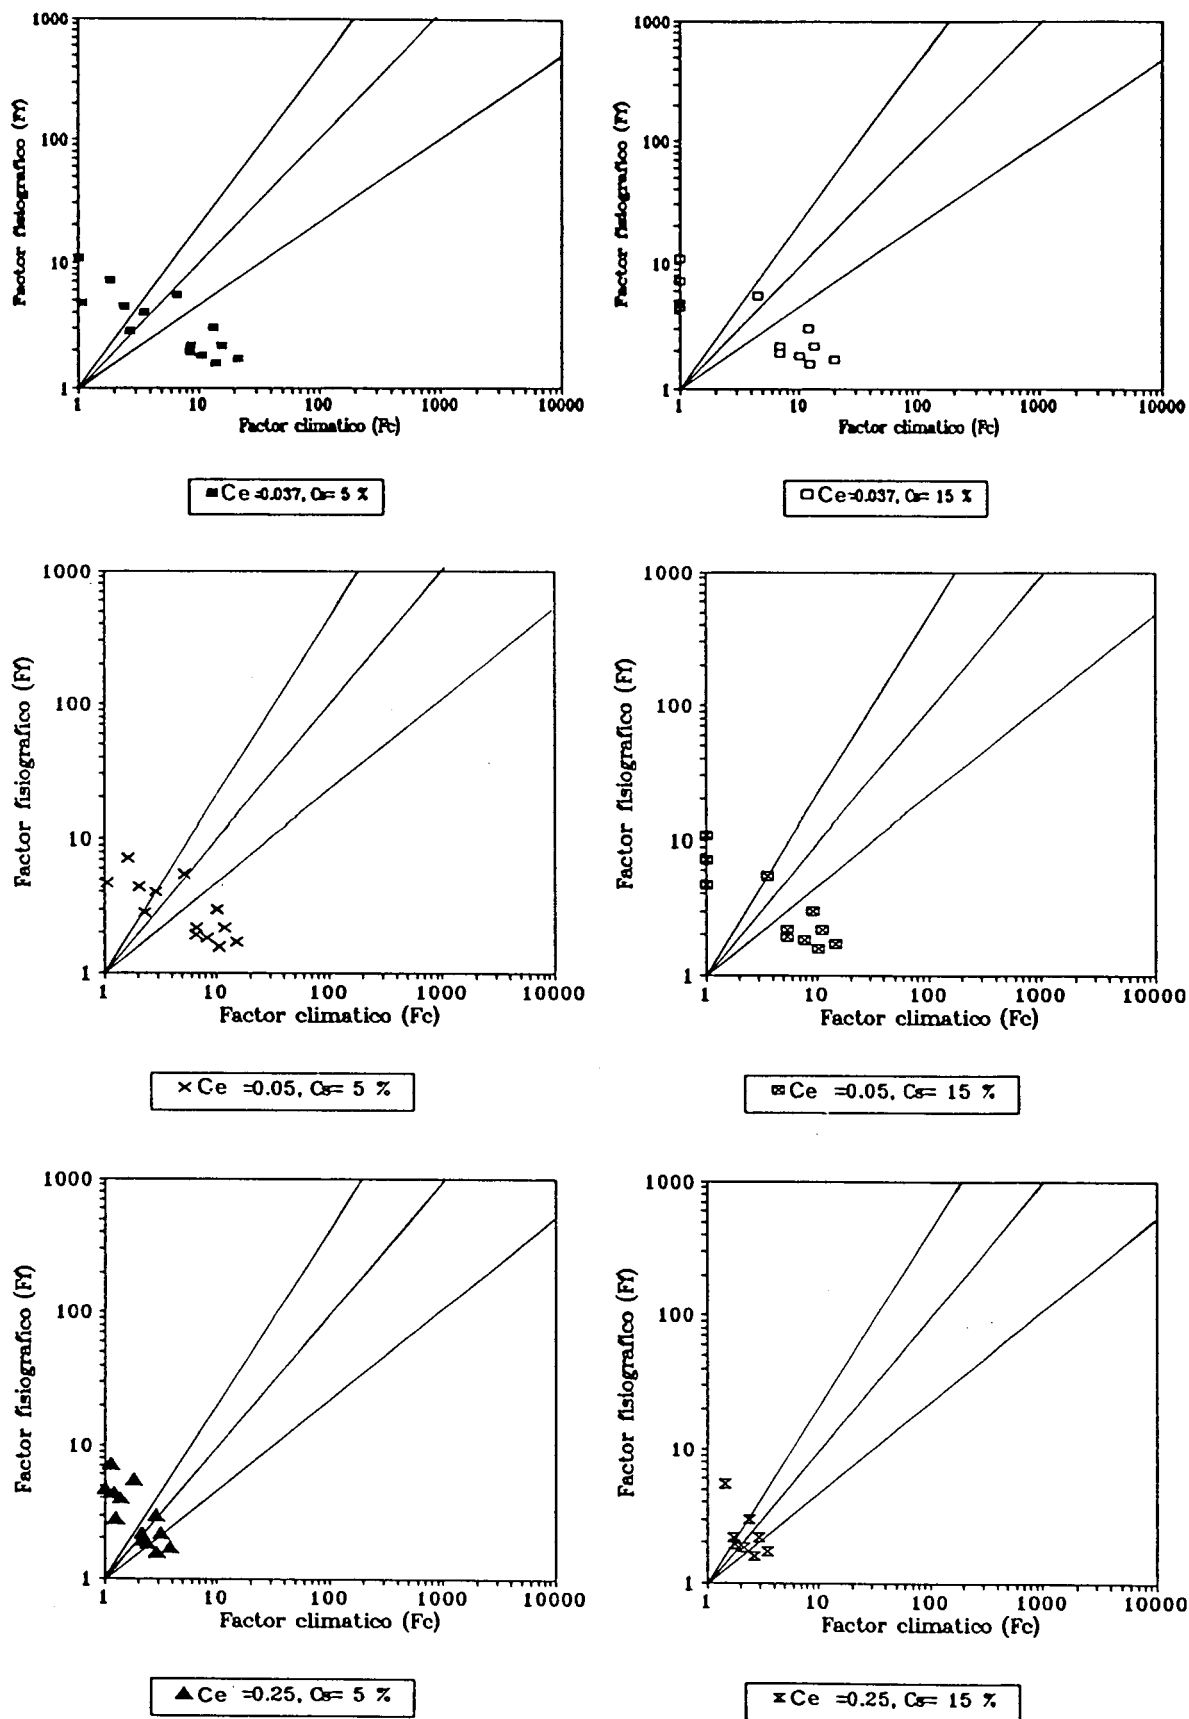 1000
100
10
1
Factor fisiografico (Ff)
1 10 100 1000 10000
Factor climatico (Fc)
Ce=0.037, Cs= 5 %
1000
100
10
1
Factor fisiografico (Ff)
1 10 100 1000 10000
Factor climatico (Fc)
Ce=0.037, Cs= 15 %
1000
100
10
1
Factor fisiografico (Ff)
1 10 100 1000 10000
Factor climatico (Fc)
Ce =0.05, Cs= 5 %
1000
100
10
1
Factor fisiografico (Ff)
1 10 100 1000 10000
Factor climatico (Fc)
Ce =0.05, Cs= 15 %
1000
100
10
1
Factor fisiografico (Ff)
1 10 100 1000 10000
Factor climatico (Fc)
Ce =0.25, Cs= 5 %
1000
100
10
1
Factor fisiografico (Ff)
1 10 100 1000 10000
Factor climatico (Fc)
Ce =0.25, Cs= 15 %